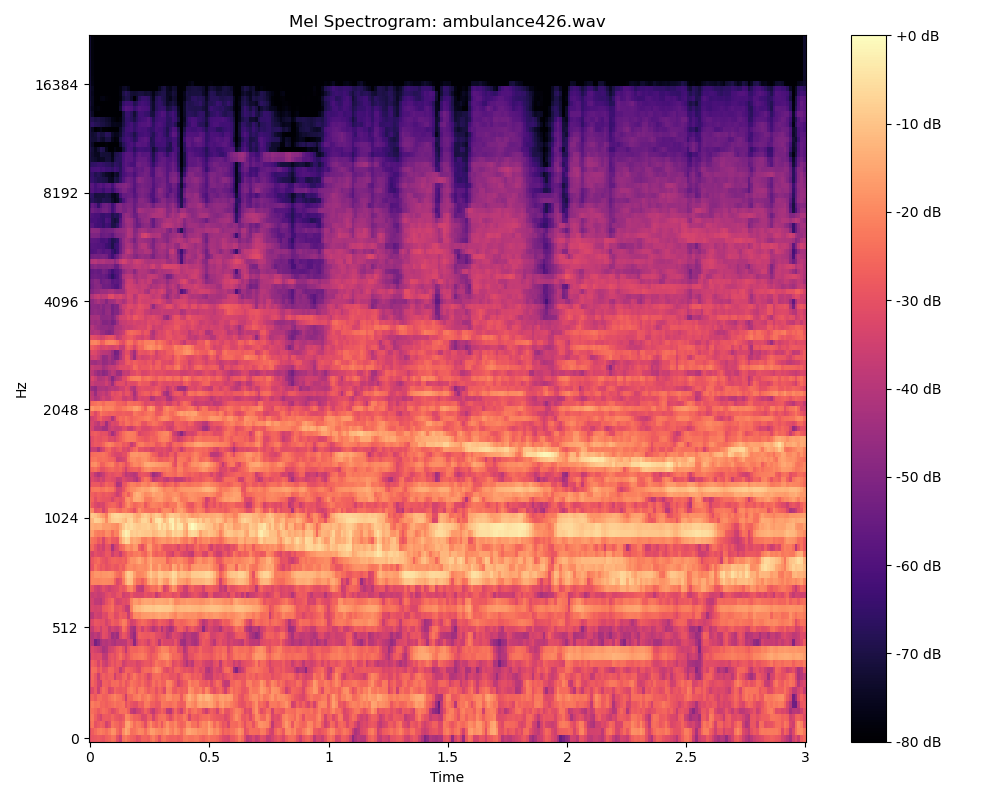 Mel Spectrogram: ambulance426.wav
+0 dB
16384
-10 dB
8192
-20 dB
4096
-30 dB
Hz
-40 dB
2048
-50 dB
1024
-60 dB
512
-70 dB
0
-80 dB
0 0.5 1 1.5 2 2.5 3
Time